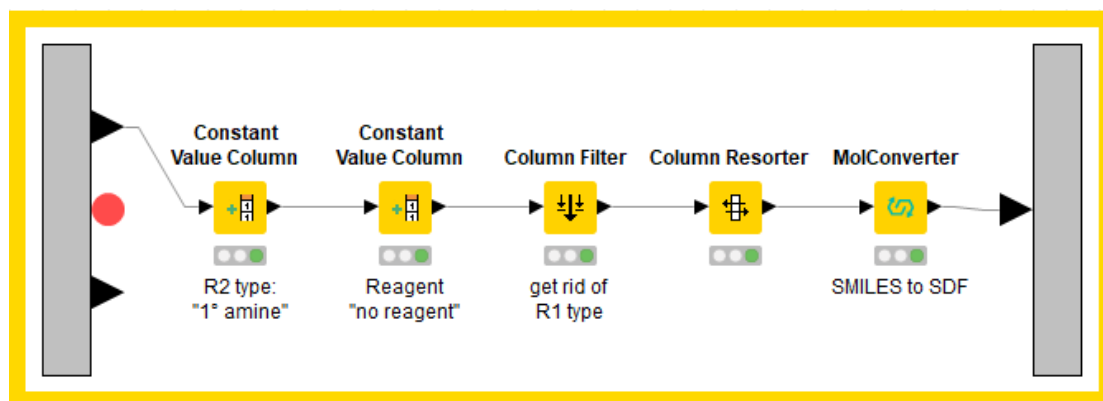 Constant
Value Column
Constant
Value Column
Column Filter
Column Resorter
MolConverter
R2 type:
"1° amine"
Reagent
"no reagent"
get rid of
R1 type
SMILES to SDF